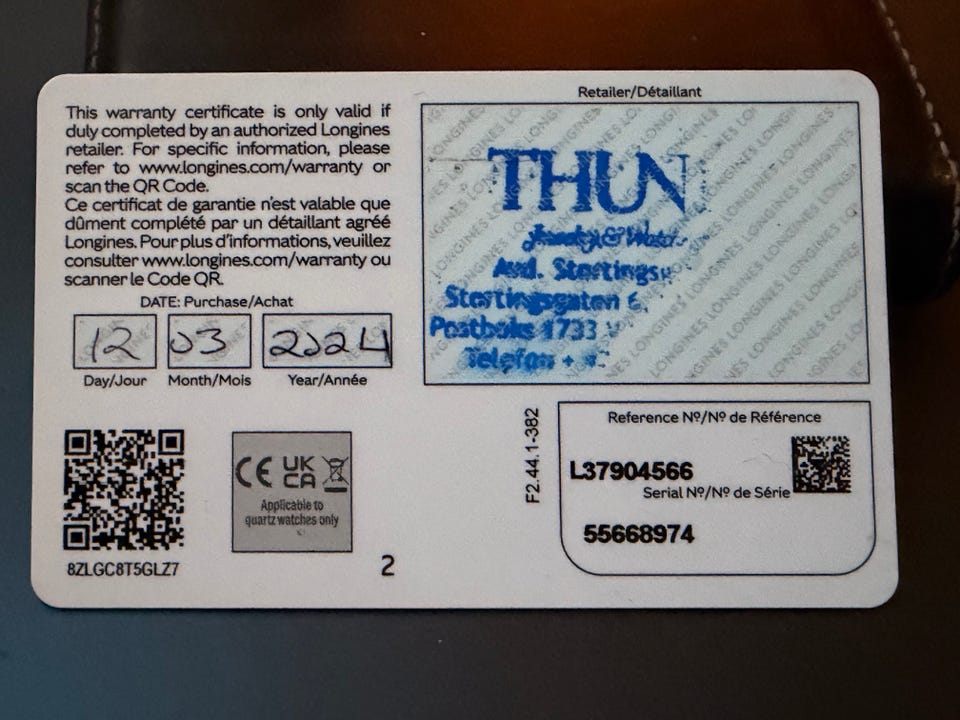 This warranty certificate is only valid if
duly completed by an authorized Longines
retailer. For specific information, please
refer to www.longines.com/warranty or
scan the QR Code.
Ce certificat de garantie n'est valable que
dûment complété par un détaillant agréé
Longines. Pour plus d'informations, veuillez
consulter www.longines.com/warranty ou
scanner le Code QR.
DATE: Purchase/Achat
12 03 2024
Day/Jour Month/Mois Year/Année
8ZLGC8T5GLZ7
CE UK CA
Applicable to
quartz watches only
2
Retailer/Détaillant
THUN
&
Avd. Stortingsg
Stortingsgaten 6
Postboks 1733
Telefon +
F2.44.1-382
Reference Nº/Nº de Référence
L37904566
Serial Nº/Nº de Série
55668974